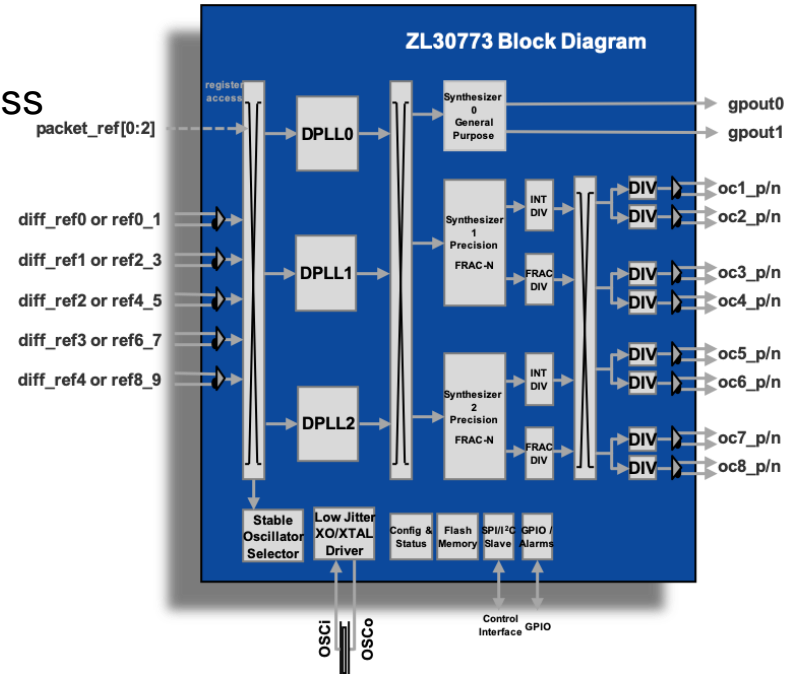 ZL30773 Block Diagram
ss
register
access
packet_ref[0:2]
diff_ref0 or ref0_1
diff_ref1 or ref2_3
diff_ref2 or ref4_5
diff_ref3 or ref6_7
diff_ref4 or ref8_9
DPLL0
DPLL1
DPLL2
Synthesizer
0
General
Purpose
Synthesizer
1
Precision
FRAC-N
Synthesizer
2
Precision
FRAC-N
INT
DIV
FRAC
DIV
INT
DIV
FRAC
DIV
DIV
DIV
DIV
DIV
DIV
DIV
DIV
DIV
gpout0
gpout1
oc1_p/n
oc2_p/n
oc3_p/n
oc4_p/n
oc5_p/n
oc6_p/n
oc7_p/n
oc8_p/n
Stable
Oscillator
Selector
Low Jitter
XO/XTAL
Driver
Config &
Status
Flash
Memory
SPI/I²C
Slave
GPIO /
Alarms
OSCi
OSCo
Control
Interface
GPIO